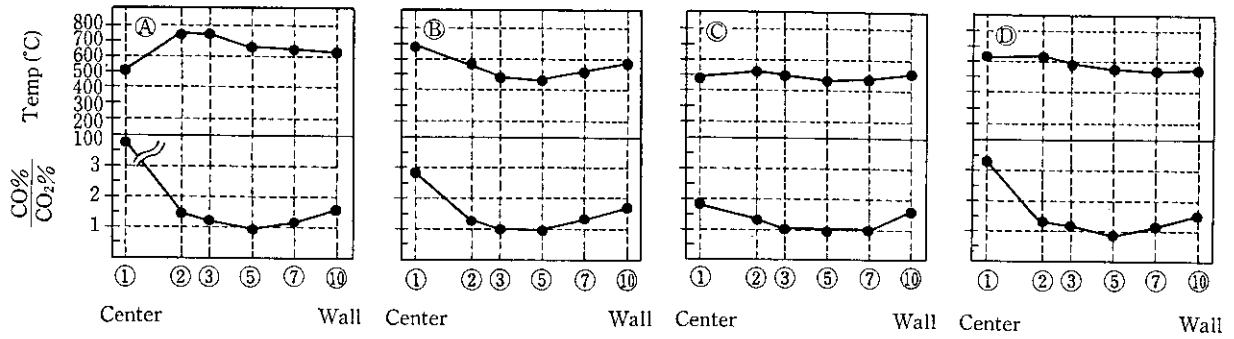 Ⓐ Ⓑ Ⓒ Ⓓ
Temp (°C)
800
700
600
500
400
300
200
100
CO%
CO₂%
3
2
1
① ② ③ ⑤ ⑦ ⑩ ① ② ③ ⑤ ⑦ ⑩ ① ② ③ ⑤ ⑦ ⑩ ① ② ③ ⑤ ⑦ ⑩
Center Wall Center Wall Center Wall Center Wall